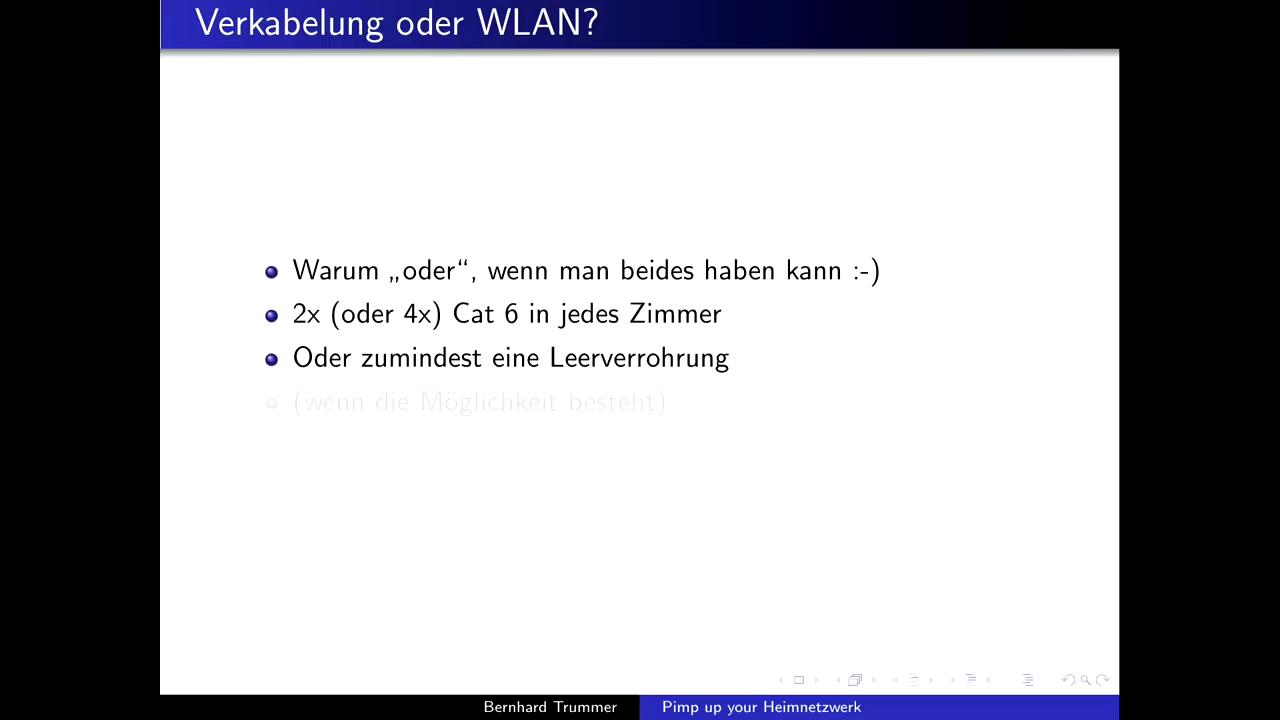 Verkabelung oder WLAN?
Warum „oder“, wenn man beides haben kann :-)
2x (oder 4x) Cat 6 in jedes Zimmer
Oder zumindest eine Leerverrohrung
(wenn die Möglichkeit besteht)
Bernhard Trummer
Pimp up your Heimnetzwerk